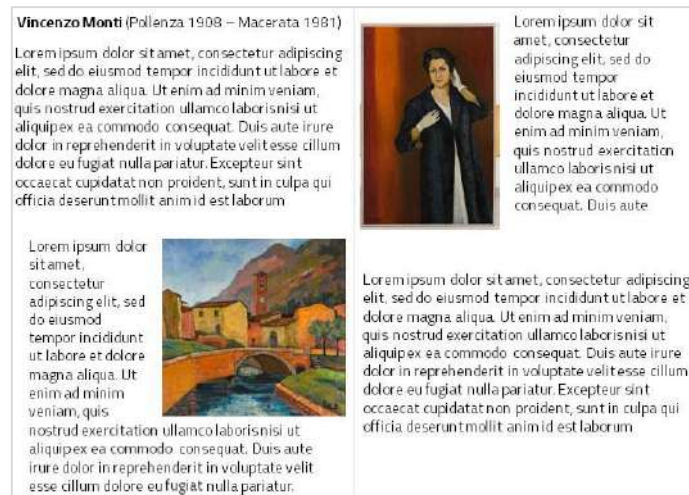 Vincenzo Monti (Pollenza 1908 – Macerata 1981)
Lorem ipsum dolor sit amet, consectetur adipiscing
elit, sed do eiusmod tempor incididunt ut labore et
dolore magna aliqua. Ut enim ad minim veniam,
quis nostrud exercitation ullamco laboris nisi ut
aliquip ex ea commodo consequat. Duis aute irure
dolor in reprehenderit in voluptate velit esse cillum
dolore eu fugiat nulla pariatur. Excepteur sint
occaecat cupidatat non proident, sunt in culpa qui
officia deserunt mollit anim id est laborum
Lorem ipsum dolor
sit amet,
consectetur
adipiscing elit, sed
do eiusmod
tempor incididunt
ut labore et dolore
magna aliqua. Ut
enim ad minim
veniam, quis
nostrud exercitation ullamco laboris nisi ut
aliquip ex ea commodo consequat. Duis aute
irure dolor in reprehenderit in voluptate velit
esse cillum dolore eu fugiat nulla pariatur.
Lorem ipsum dolor sit
amet, consectetur
adipiscing elit, sed do
eiusmod tempor
incididunt ut labore et
dolore magna aliqua. Ut
enim ad minim veniam,
quis nostrud exercitation
ullamco laboris nisi ut
aliquip ex ea commodo
consequat. Duis aute
Lorem ipsum dolor sit amet, consectetur adipiscing
elit, sed do eiusmod tempor incididunt ut labore et
dolore magna aliqua. Ut enim ad minim veniam,
quis nostrud exercitation ullamco laboris nisi ut
aliquip ex ea commodo consequat. Duis aute irure
dolor in reprehenderit in voluptate velit esse cillum
dolore eu fugiat nulla pariatur. Excepteur sint
occaecat cupidatat non proident, sunt in culpa qui
officia deserunt mollit anim id est laborum